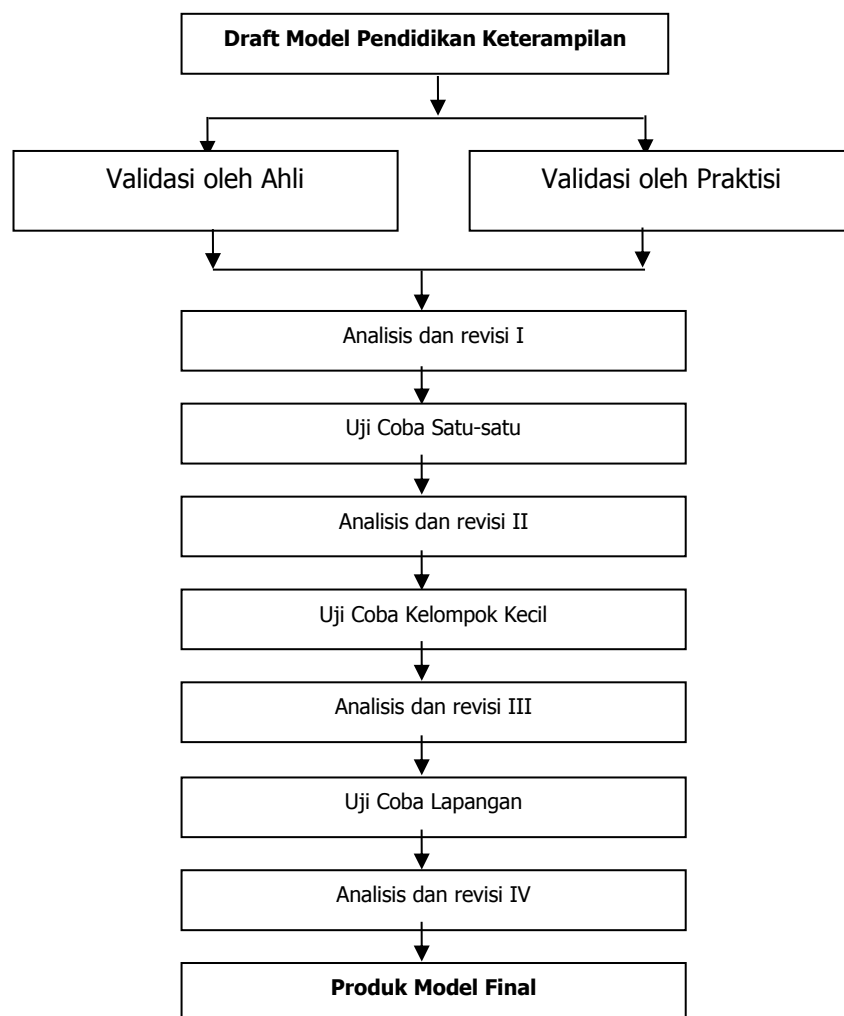 Draft Model Pendidikan Keterampilan
Validasi oleh Ahli
Validasi oleh Praktisi
Analisis dan revisi I
Uji Coba Satu-satu
Analisis dan revisi II
Uji Coba Kelompok Kecil
Analisis dan revisi III
Uji Coba Lapangan
Analisis dan revisi IV
Produk Model Final